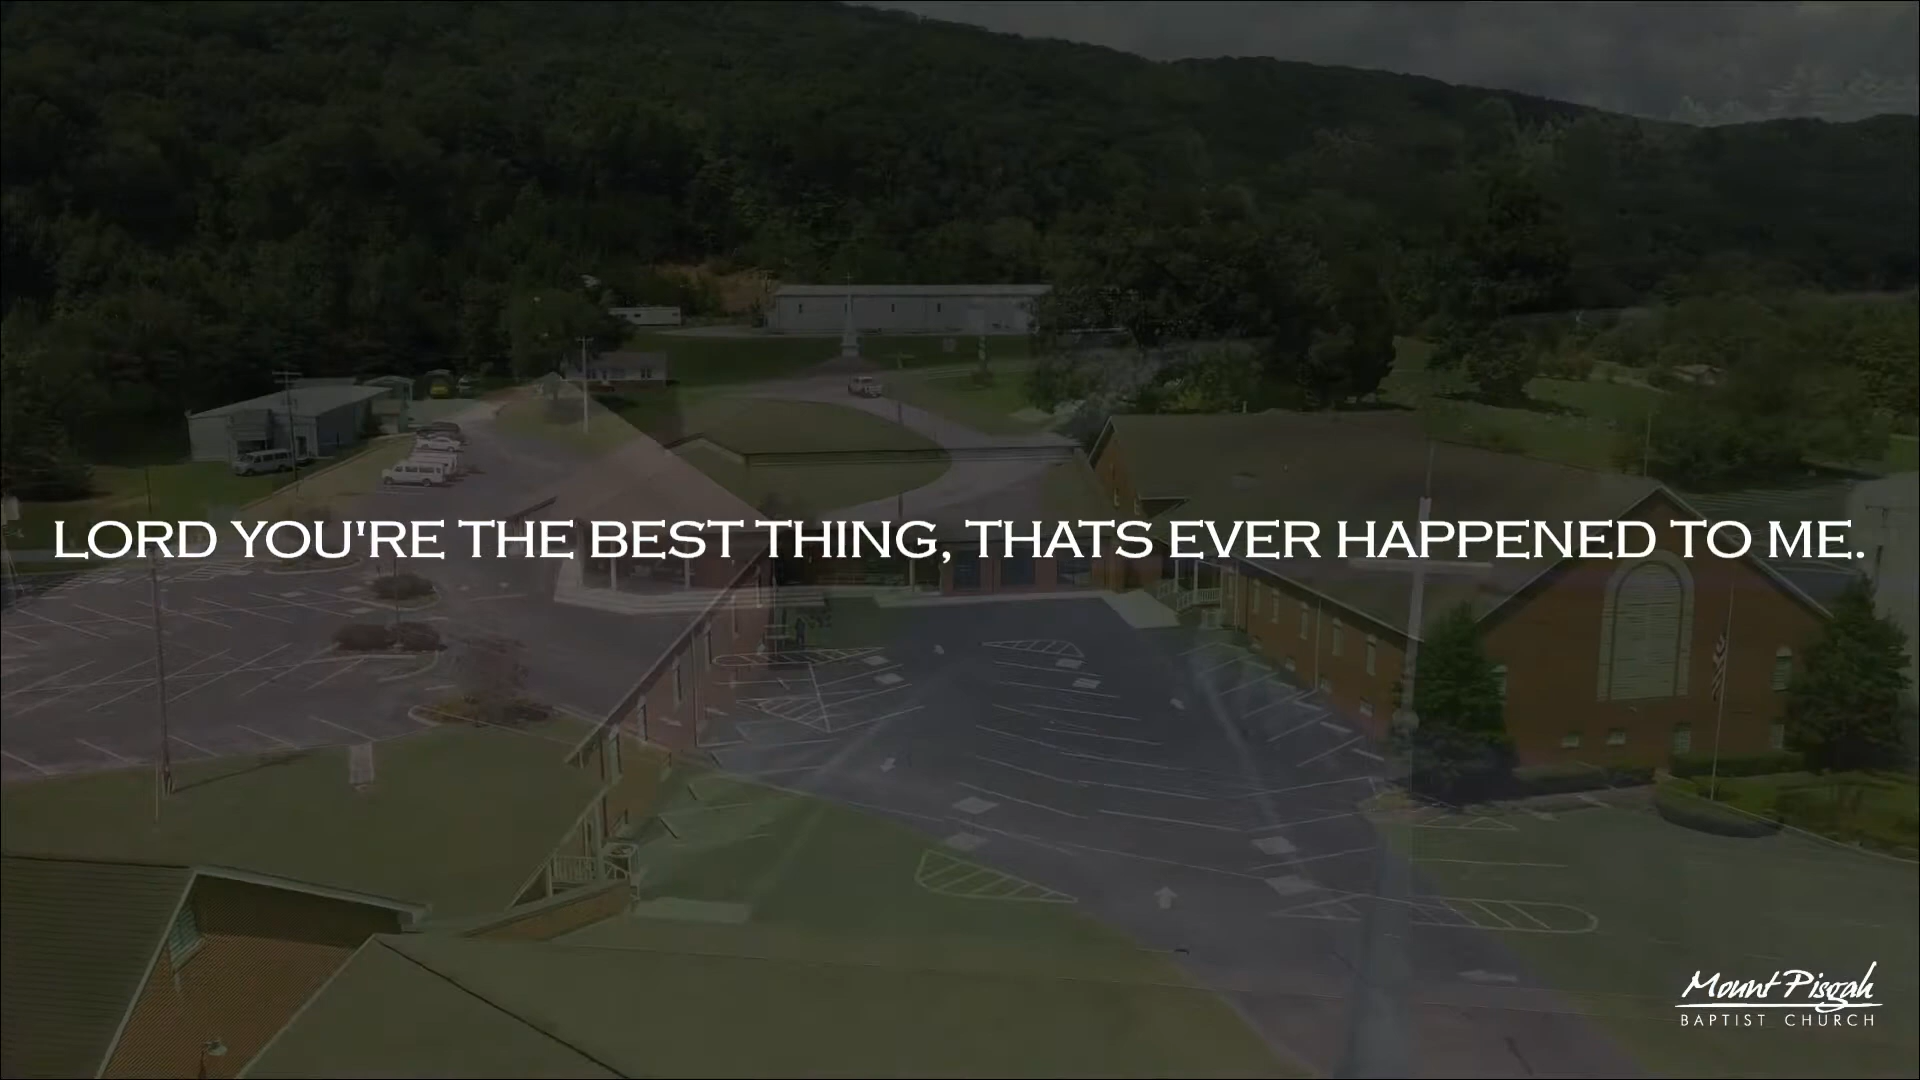 LORD YOU'RE THE BEST THING, THATS EVER HAPPENED TO ME.
Mount Pisgah
BAPTIST CHURCH